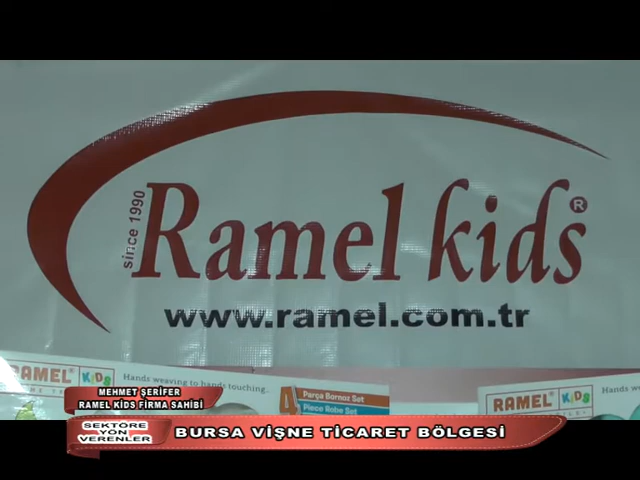 since 1990
Ramel kids®
www.ramel.com.tr
RAMEL® KiDS
Hands weaving to hands touching.
4
Parça Bornoz Set
Piece Robe Set
RAMEL® KiDS
Hands weavi
MEHMET ŞERİFER
RAMEL KİDS FİRMA SAHİBİ
SEKTÖRE
YÖN
VERENLER
BURSA VİŞNE TİCARET BÖLGESİ